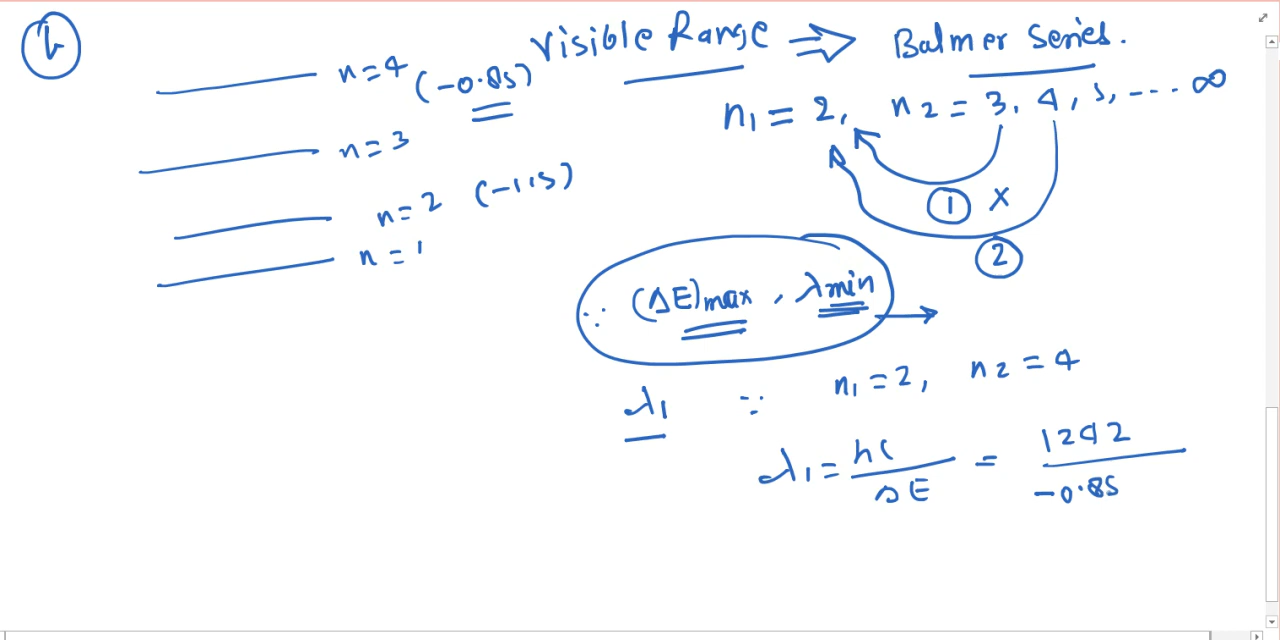 b
Visible Range ⇒ Balmer Series.
n=4 (-0.85)
n₁ = 2, n₂ = 3, 4, 5, --- ∞
n=3
n=2 (-1.15)
n=1
① ×
②
∵ (ΔE)max, λmin →
λ₁ ∵ n₁=2, n₂=4
λ₁ = hc/ΔE = 1242/-0.85